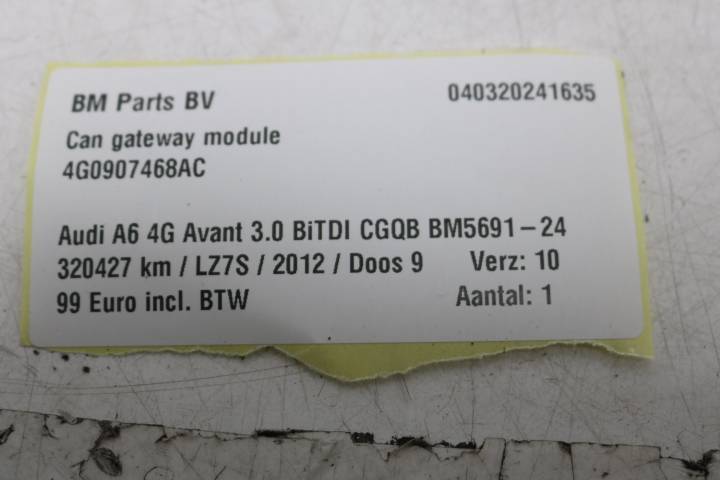 BM Parts BV 040320241635
Can gateway module
4G0907468AC
Audi A6 4G Avant 3.0 BiTDI CGQB BM5691-24
320427 km / LZ7S / 2012 / Doos 9 Verz: 10
99 Euro incl. BTW Aantal: 1